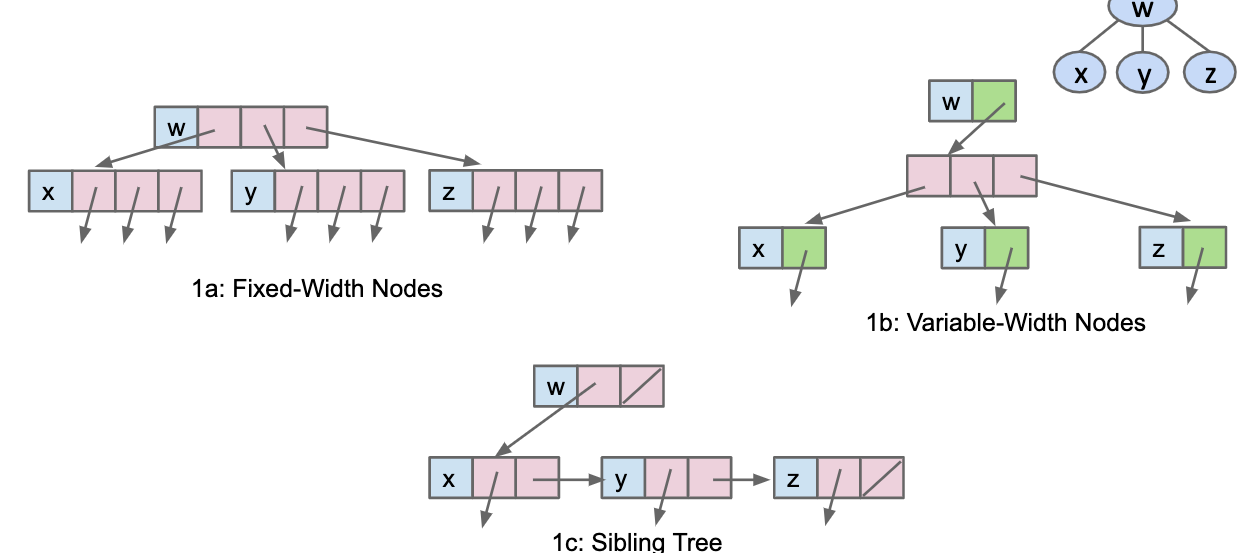 w
x y z
w
x y z
1a: Fixed-Width Nodes
w
x y z
1b: Variable-Width Nodes
w
x y z
1c: Sibling Tree